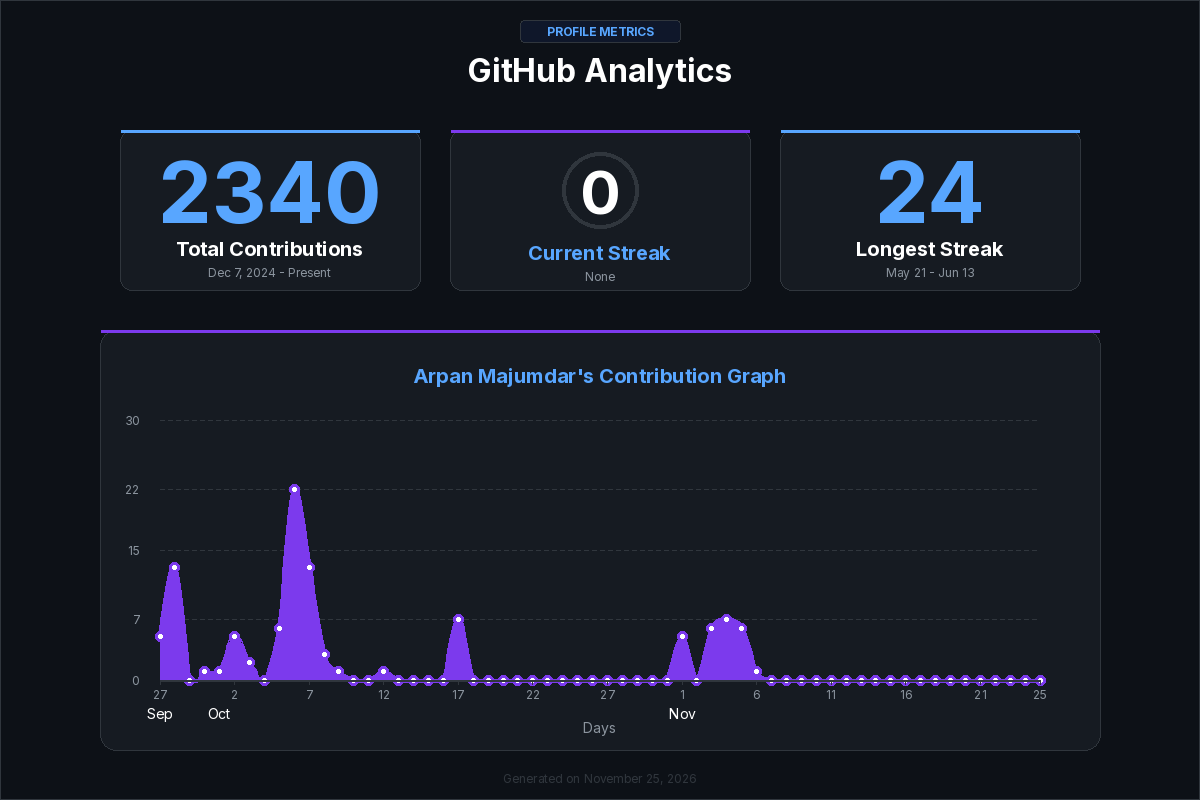 PROFILE METRICS
GitHub Analytics
2340
Total Contributions
Dec 7, 2024 - Present
0
Current Streak
None
24
Longest Streak
May 21 - Jun 13
Arpan Majumdar's Contribution Graph
30
22
15
7
0
27 2 7 12 17 22 27 1 6 11 16 21 25
Sep Oct Nov
Days
Generated on November 25, 2026